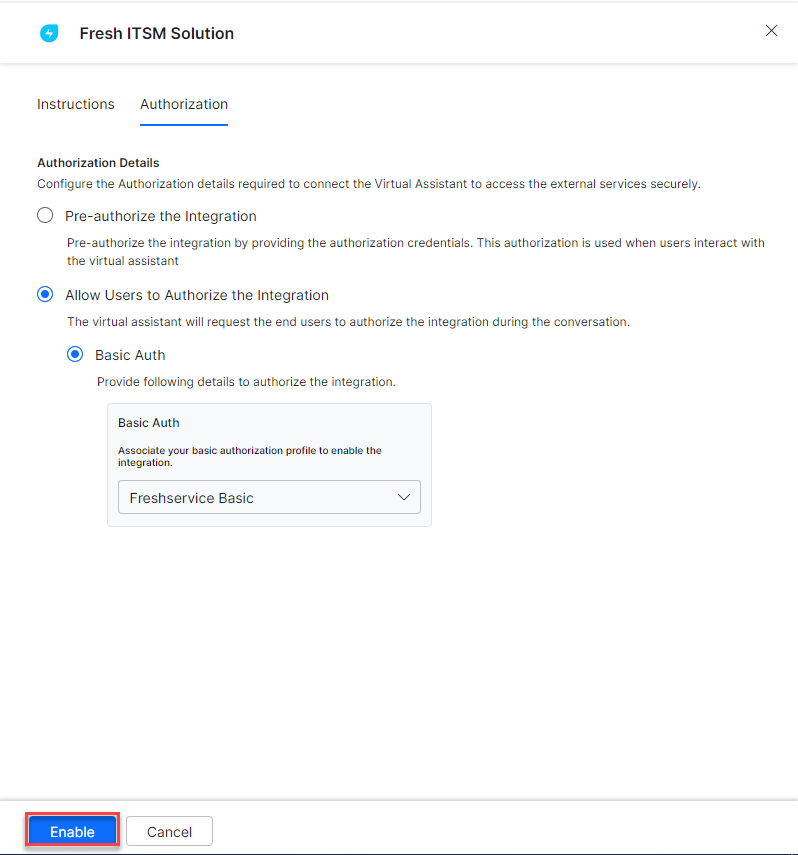 Fresh ITSM Solution
Instructions
Authorization
Authorization Details
Configure the Authorization details required to connect the Virtual Assistant to access the external services securely.
Pre-authorize the Integration
Pre-authorize the integration by providing the authorization credentials. This authorization is used when users interact with
the virtual assistant
Allow Users to Authorize the Integration
The virtual assistant will request the end users to authorize the integration during the conversation.
Basic Auth
Provide following details to authorize the integration.
Basic Auth
Associate your basic authorization profile to enable the
integration.
Freshservice Basic
Enable
Cancel